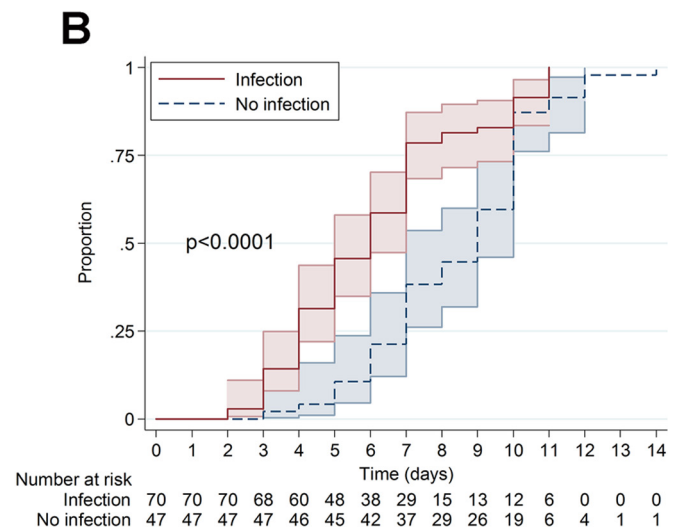 B
Infection
No infection
1
.75
.5
.25
0
Proportion
p<0.0001
0 1 2 3 4 5 6 7 8 9 10 11 12 13 14
Time (days)
Number at risk
Infection 70 70 70 68 60 48 38 29 15 13 12 6 0 0 0
No infection 47 47 47 47 46 45 42 37 29 26 19 6 4 1 1